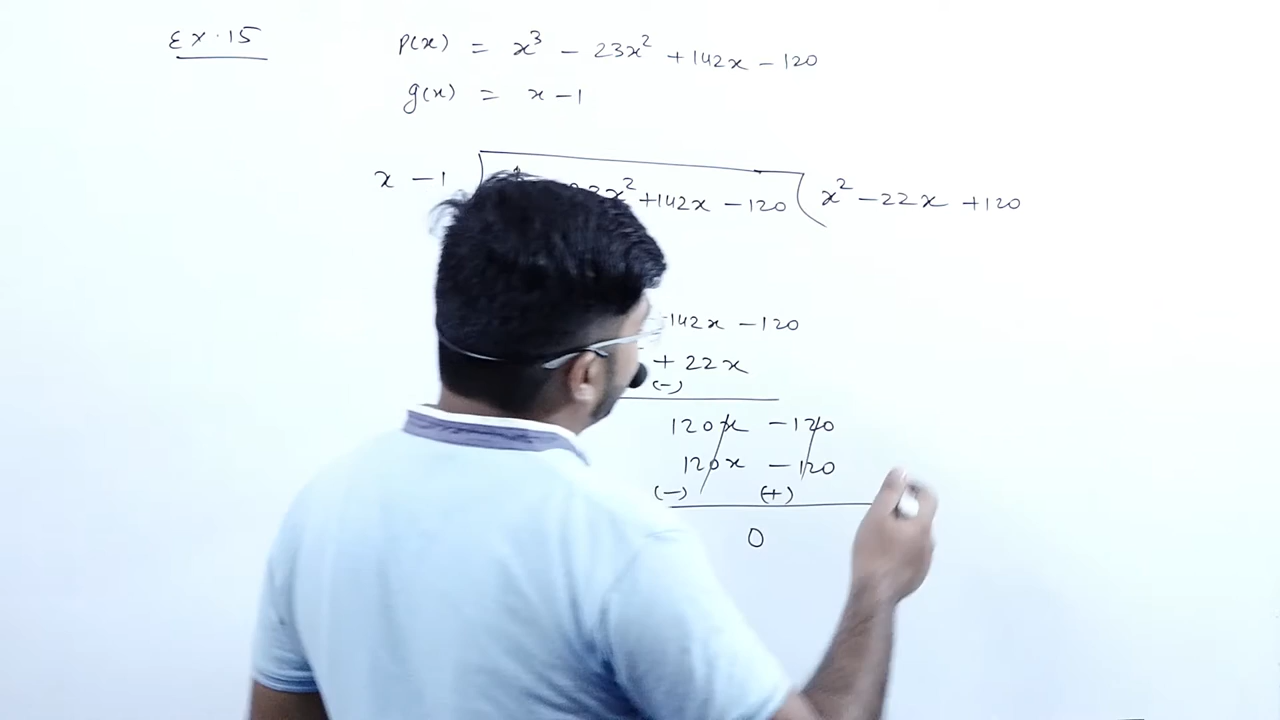 Ex.15
p(x) = x³ - 23x² + 142x - 120
g(x) = x - 1
x - 1 x² + 142x - 120 x² - 22x + 120
142x - 120
+ 22x
(-)
120x - 120
120x - 120
(-) (+)
0